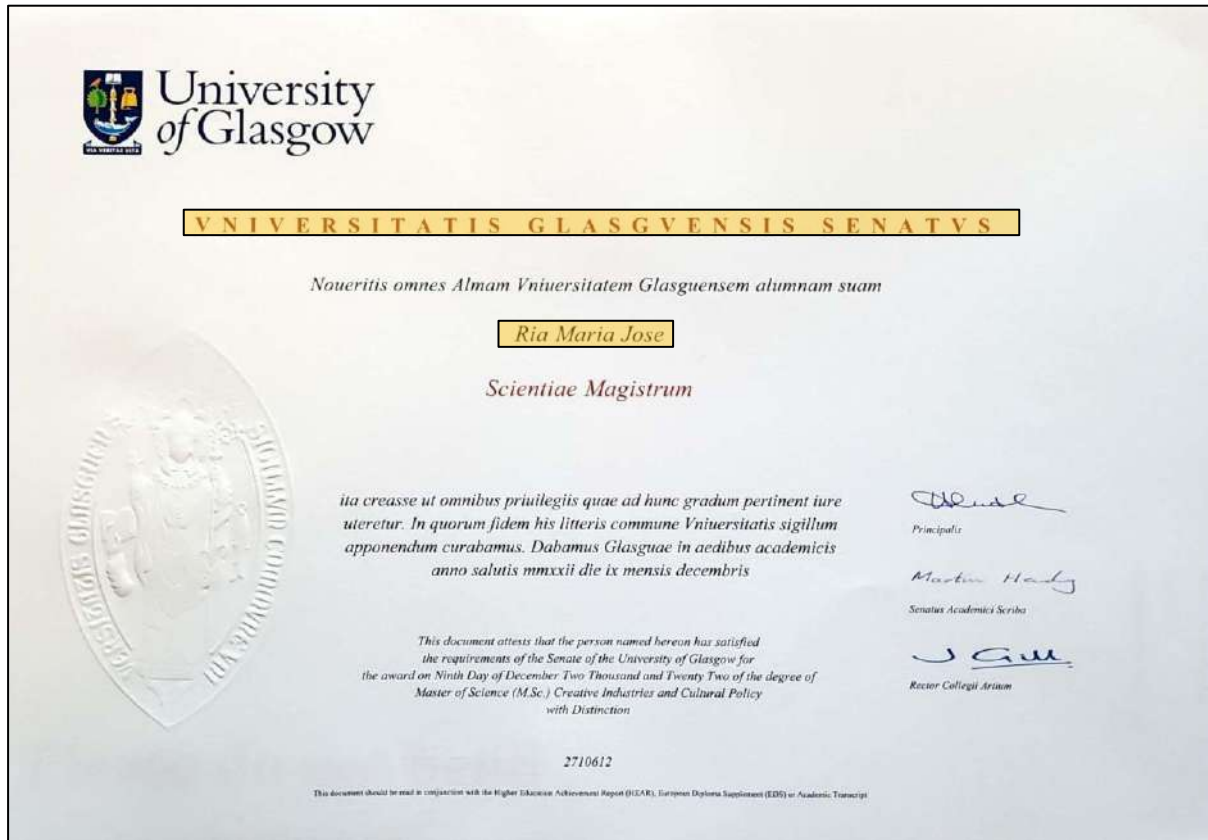 University
of Glasgow
VIA VERITAS VITA
VNIVERSITATIS GLASGVENSIS SENATVS
Noueritis omnes Almam Vniuersitatem Glasguensem alumnam suam
Ria Maria Jose
Scientiae Magistrum
ita creasse ut omnibus priuilegiis quae ad hunc gradum pertinent iure
uteretur. In quorum fidem his litteris commune Vniuersitatis sigillum
apponendum curabamus. Dabamus Glasguae in aedibus academicis
anno salutis mmxxii die ix mensis decembris
Principalis
Martin Hendry
Senatus Academici Scriba
J Gill
Rector Collegii Artium
This document attests that the person named hereon has satisfied
the requirements of the Senate of the University of Glasgow for
the award on Ninth Day of December Two Thousand and Twenty Two of the degree of
Master of Science (M.Sc.) Creative Industries and Cultural Policy
with Distinction
2710612
This document should be read in conjunction with the Higher Education Achievement Report (HEAR), European Diploma Supplement (EDS) or Academic Transcript